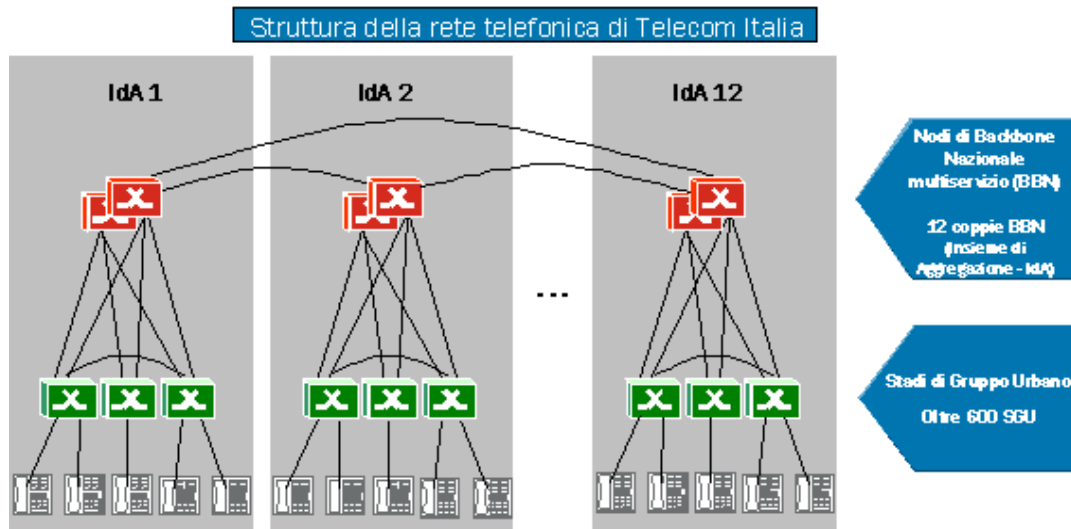 Struttura della rete telefonica di Telecom Italia
IdA 1
IdA 2
IdA 12
...
Nodi di Backbone
Nazionale
multiservizio (BBN)
12 coppie BBN
(Insieme di
Aggregazione - IdA)
Stadi di Gruppo Urbano
Oltre 600 SGU